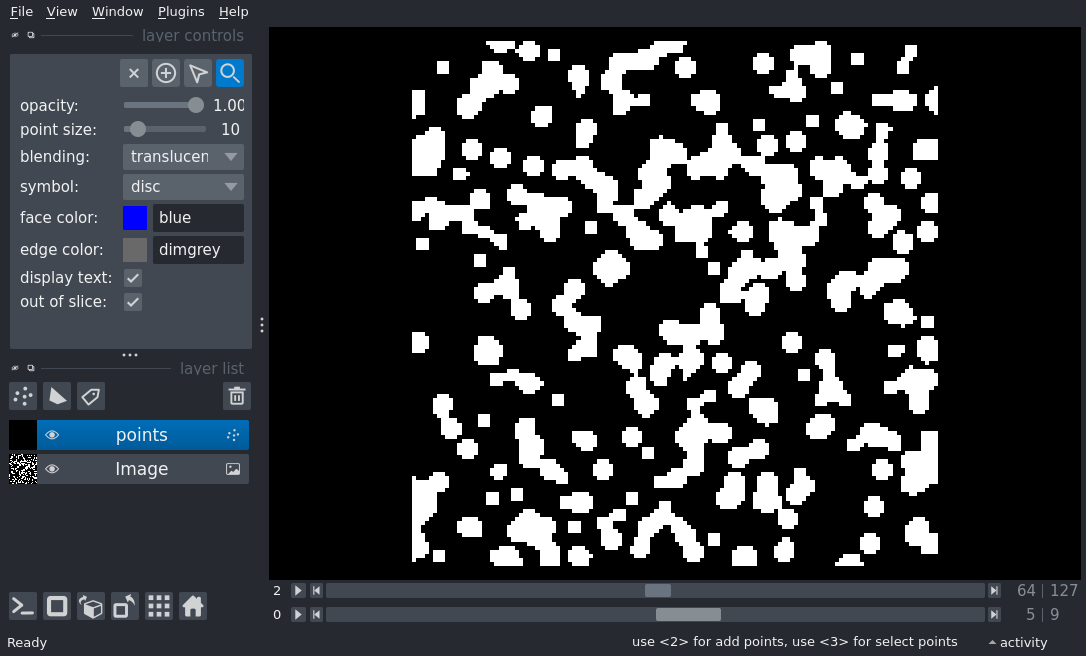 File View Window Plugins Help
layer controls
opacity: 1.00
point size: 10
blending: translucen
symbol: disc
face color: blue
edge color: dimgrey
display text:
out of slice:
layer list
points
Image
2 64 | 127
0 5 | 9
Ready use <2> for add points, use <3> for select points activity